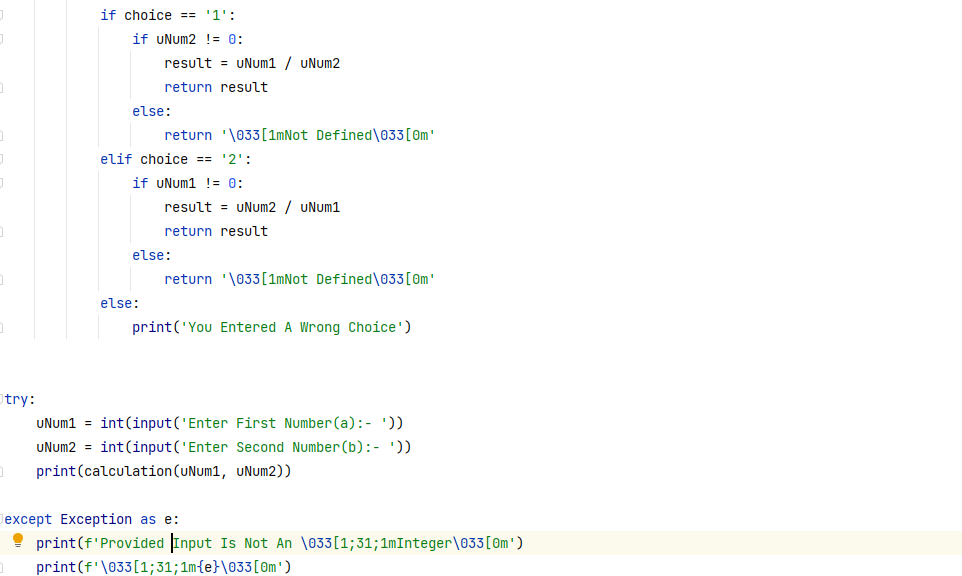 if choice == '1':
if uNum2 != 0:
result = uNum1 / uNum2
return result
else:
return '\033[1mNot Defined\033[0m'
elif choice == '2':
if uNum1 != 0:
result = uNum2 / uNum1
return result
else:
return '\033[1mNot Defined\033[0m'
else:
print('You Entered A Wrong Choice')
try:
uNum1 = int(input('Enter First Number(a):- '))
uNum2 = int(input('Enter Second Number(b):- '))
print(calculation(uNum1, uNum2))
except Exception as e:
print(f'Provided Input Is Not An \033[1;31;1mInteger\033[0m')
print(f'\033[1;31;1m{e}\033[0m')